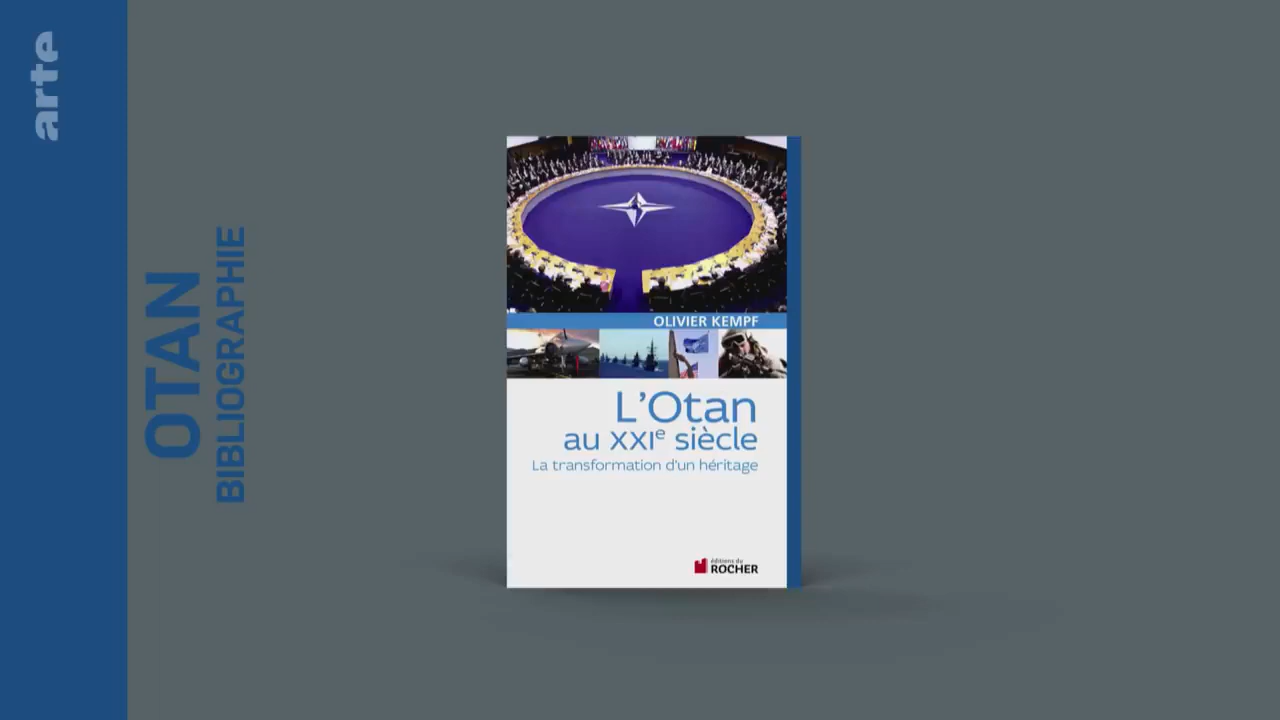 arte
OTAN
BIBLIOGRAPHIE
OLIVIER KEMPF
L'Otan
au XXIe siècle
La transformation d'un héritage
éditions du
ROCHER